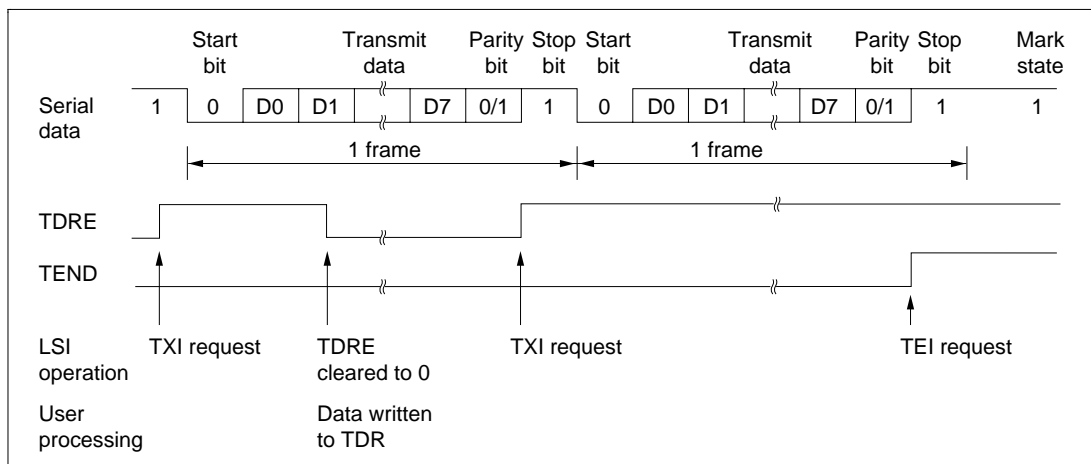 Start Transmit Parity Stop Start Transmit Parity Stop Mark
bit data bit bit bit data bit bit state
Serial 1 0 D0 D1 D7 0/1 1 0 D0 D1 D7 0/1 1 1
data
1 frame 1 frame
TDRE
TEND
LSI TXI request TDRE TXI request TEI request
operation cleared to 0
User Data written
processing to TDR